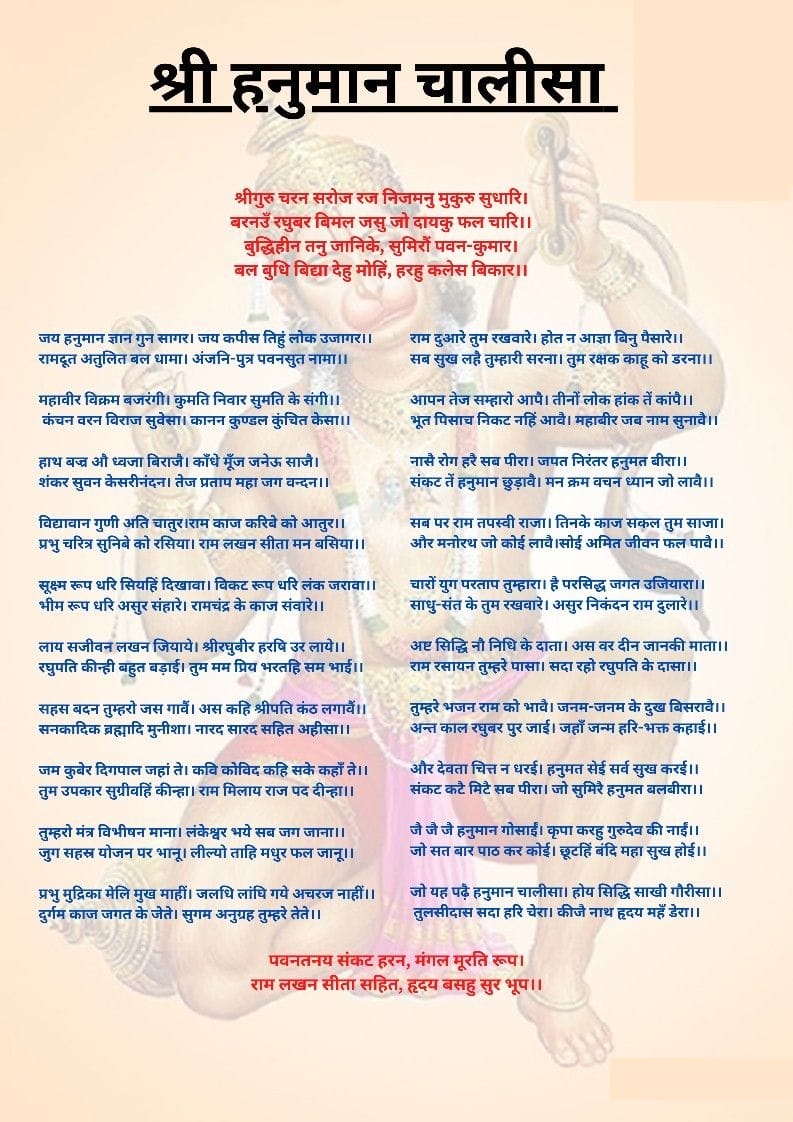 श्री हनुमान चालीसा
श्रीगुरु चरन सरोज रज निजमनु मुकुरु सुधारि।
बरनउँ रघुबर बिमल जसु जो दायकु फल चारि।।
बुद्धिहीन तनु जानिके, सुमिरौं पवन-कुमार।
बल बुधि बिद्या देहु मोहिं, हरहु कलेस बिकार।।
जय हनुमान ज्ञान गुन सागर। जय कपीस तिहुं लोक उजागर।।
रामदूत अतुलित बल धामा। अंजनि-पुत्र पवनसुत नामा।।
महावीर विक्रम बजरंगी। कुमति निवार सुमति के संगी।।
कंचन वरन विराज सुवेसा। कानन कुण्डल कुंचित केसा।।
हाथ बज्र औ ध्वजा बिराजै। काँधे मूँज जनेऊ साजै।
शंकर सुवन केसरीनंदन। तेज प्रताप महा जग वन्दन।।
विद्यावान गुणी अति चातुर।राम काज करिबे को आतुर।।
प्रभु चरित्र सुनिबे को रसिया। राम लखन सीता मन बसिया।।
सूक्ष्म रूप धरि सियहिं दिखावा। विकट रूप धरि लंक जरावा।।
भीम रूप धरि असुर संहारे। रामचंद्र के काज संवारे।।
लाय सजीवन लखन जियाये। श्रीरघुबीर हरषि उर लाये।।
रघुपति कीन्ही बहुत बड़ाई। तुम मम प्रिय भरतहि सम भाई।।
सहस बदन तुम्हरो जस गावैं। अस कहि श्रीपति कंठ लगावैं।।
सनकादिक ब्रह्मादि मुनीशा। नारद सारद सहित अहीसा।।
जम कुबेर दिगपाल जहां ते। कवि कोविद कहि सके कहाँ ते।।
तुम उपकार सुग्रीवहिं कीन्हा। राम मिलाय राज पद दीन्हा।।
तुम्हरो मंत्र विभीषन माना। लंकेश्वर भये सब जग जाना।।
जुग सहस्र योजन पर भानू। लील्यो ताहि मधुर फल जानू।।
प्रभु मुद्रिका मेलि मुख माहीं। जलधि लांघि गये अचरज नाहीं।।
दुर्गम काज जगत के जेते। सुगम अनुग्रह तुम्हरे तेते।।
राम दुआरे तुम रखवारे। होत न आज्ञा बिनु पैसारे।।
सब सुख लहै तुम्हारी सरना। तुम रक्षक काहू को डरना।।
आपन तेज सम्हारो आपै। तीनों लोक हांक तें कांपै।।
भूत पिसाच निकट नहिं आवै। महाबीर जब नाम सुनावै।।
नासै रोग हरै सब पीरा। जपत निरंतर हनुमत बीरा।।
संकट तें हनुमान छुड़ावै। मन क्रम वचन ध्यान जो लावै।।
सब पर राम तपस्वी राजा। तिनके काज सकल तुम साजा।
और मनोरथ जो कोई लावै।सोई अमित जीवन फल पावै।।
चारों युग परताप तुम्हारा। है परसिद्ध जगत उजियारा।।
साधु-संत के तुम रखवारे। असुर निकंदन राम दुलारे।।
अष्ट सिद्धि नौ निधि के दाता। अस वर दीन जानकी माता।।
राम रसायन तुम्हरे पासा। सदा रहो रघुपति के दासा।।
तुम्हरे भजन राम को भावै। जनम-जनम के दुख बिसरावै।।
अन्त काल रघुबर पुर जाई। जहाँ जन्म हरि-भक्त कहाई।।
और देवता चित्त न धरई। हनुमत सेई सर्व सुख करई।।
संकट कटे मिटे सब पीरा। जो सुमिरे हनुमत बलबीरा।।
जै जै जै हनुमान गोसाईं। कृपा करहु गुरुदेव की नाईं।।
जो सत बार पाठ कर कोई। छूटहिं बंदि महा सुख होई।।
जो यह पढ़ै हनुमान चालीसा। होय सिद्धि साखी गौरीसा।।
तुलसीदास सदा हरि चेरा। कीजै नाथ हृदय महँ डेरा।।
पवनतनय संकट हरन, मंगल मूरति रूप।
राम लखन सीता सहित, हृदय बसहु सुर भूप।।